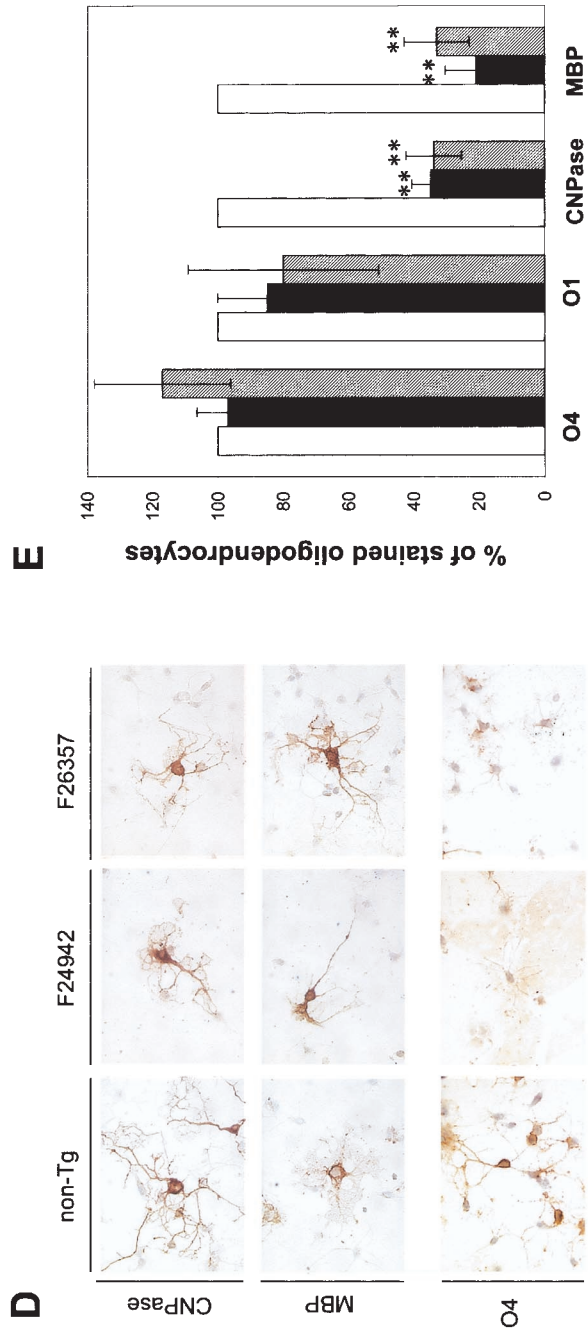 D
non-Tg
F24942
F26357
CNPase
MBP
O4
E
% of stained oligodendrocytes
140
120
100
80
60
40
20
0
**
**
**
**
O4
O1
CNPase
MBP